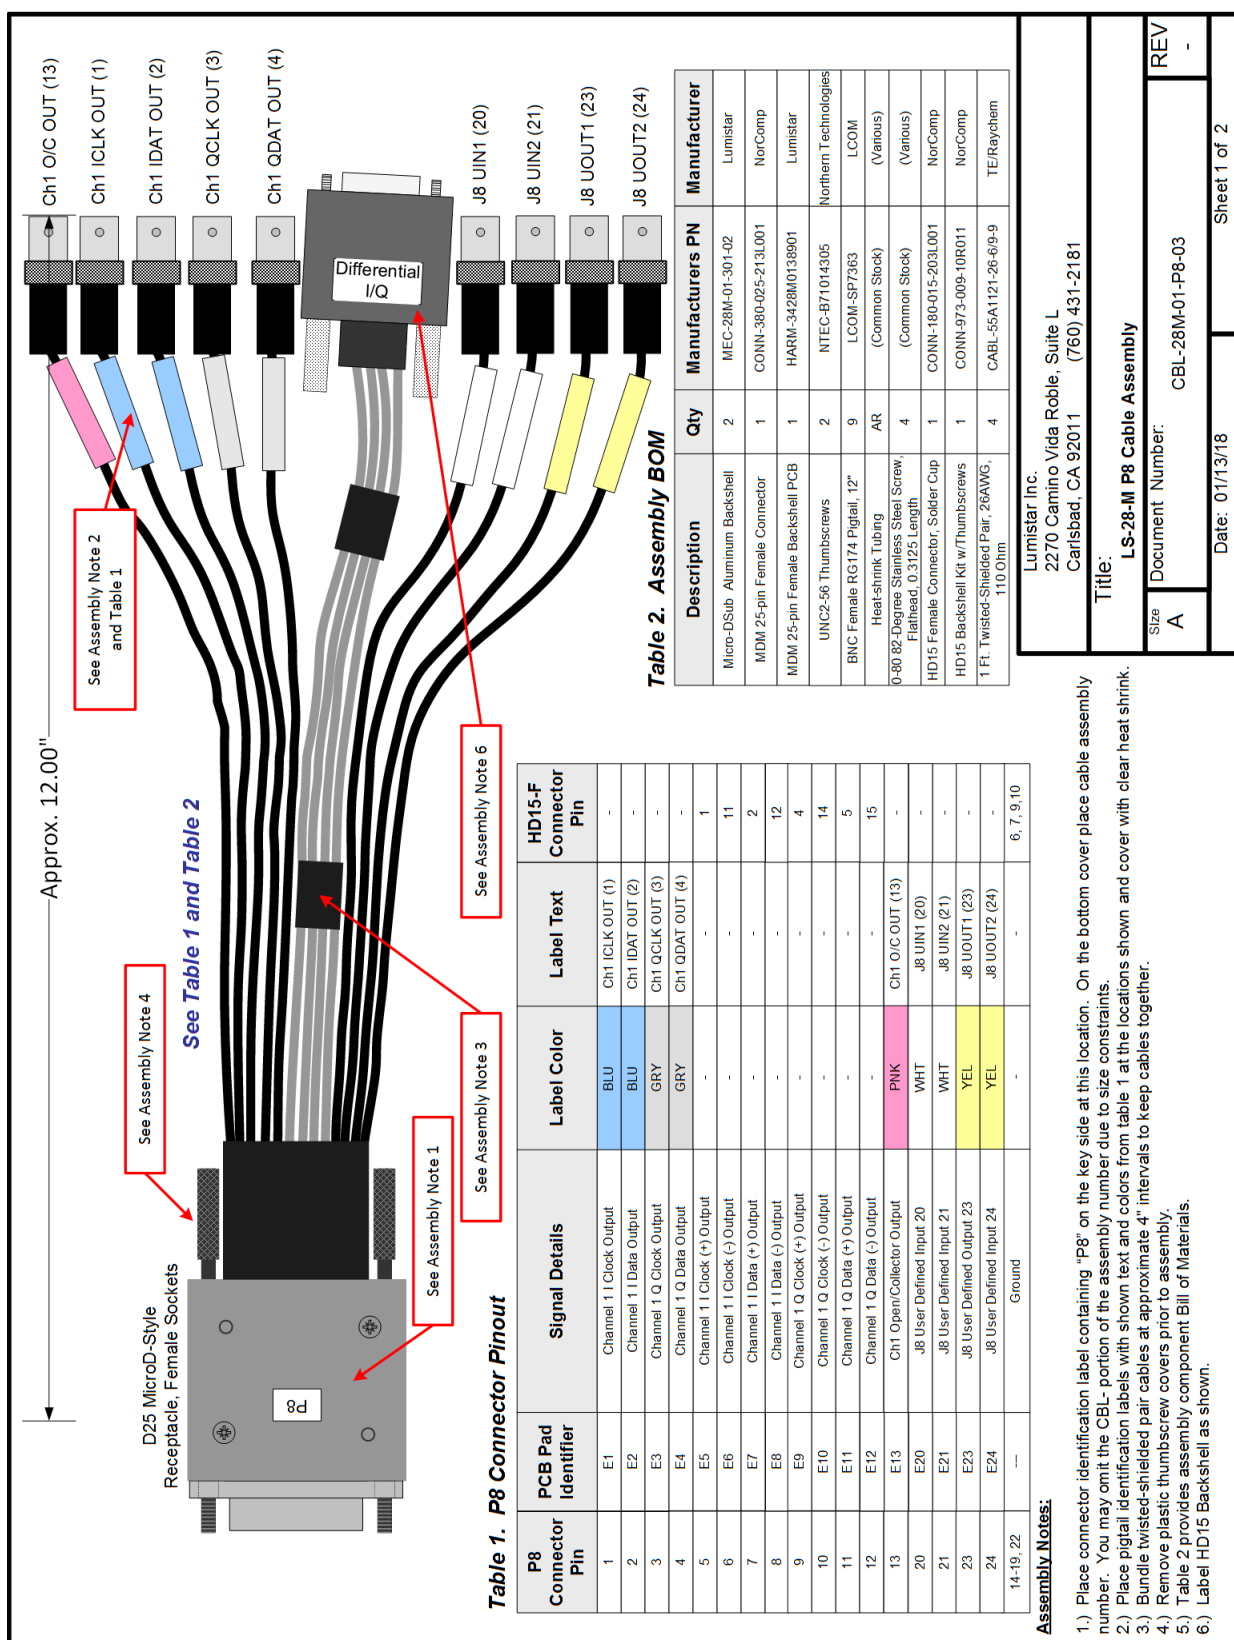 Approx. 12.00"
Ch1 O/C OUT (13)
Ch1 ICLK OUT (1)
Ch1 IDAT OUT (2)
Ch1 QCLK OUT (3)
Ch1 QDAT OUT (4)
Differential
I/Q
J8 UIN1 (20)
J8 UIN2 (21)
J8 UOUT1 (23)
J8 UOUT2 (24)
See Assembly Note 2
and Table 1
See Assembly Note 4
See Table 1 and Table 2
D25 MicroD-Style
Receptacle, Female Sockets
P8
See Assembly Note 1
See Assembly Note 3
See Assembly Note 6
Table 1. P8 Connector Pinout
P8 Connector Pin PCB Pad Identifier Signal Details Label Color Label Text HD15-F Connector Pin
1 E1 Channel 1 I Clock Output BLU Ch1 ICLK OUT (1) -
2 E2 Channel 1 I Data Output BLU Ch1 IDAT OUT (2) -
3 E3 Channel 1 Q Clock Output GRY Ch1 QCLK OUT (3) -
4 E4 Channel 1 Q Data Output GRY Ch1 QDAT OUT (4) -
5 E5 Channel 1 I Clock (+) Output - - 1
6 E6 Channel 1 I Clock (-) Output - - 11
7 E7 Channel 1 I Data (+) Output - - 2
8 E8 Channel 1 I Data (-) Output - - 12
9 E9 Channel 1 Q Clock (+) Output - - 4
10 E10 Channel 1 Q Clock (-) Output - - 14
11 E11 Channel 1 Q Data (+) Output - - 5
12 E12 Channel 1 Q Data (-) Output - - 15
13 E13 Ch1 Open/Collector Output PNK Ch1 O/C OUT (13) -
20 E20 J8 User Defined Input 20 WHT J8 UIN1 (20) -
21 E21 J8 User Defined Input 21 WHT J8 UIN2 (21) -
23 E23 J8 User Defined Output 23 YEL J8 UOUT1 (23) -
24 E24 J8 User Defined Input 24 YEL J8 UOUT2 (24) -
14-19, 22 --- Ground - - 6, 7, 9,10
Table 2. Assembly BOM
Description Qty Manufacturers PN Manufacturer
Micro-DSub Aluminum Backshell 2 MEC-28M-01-301-02 Lumistar
MDM 25-pin Female Connector 1 CONN-380-025-213L001 NorComp
MDM 25-pin Female Backshell PCB 1 HARM-3428M0138901 Lumistar
UNC2-56 Thumbscrews 2 NTEC-B71014305 Northern Technologies
BNC Female RG174 Pigtail, 12" 9 LCOM-SP7363 LCOM
Heat-shrink Tubing AR (Common Stock) (Various)
0-80 82-Degree Stainless Steel Screw,
Flathead, 0.3125 Length 4 (Common Stock) (Various)
HD15 Female Connector, Solder Cup 1 CONN-180-015-203L001 NorComp
HD15 Backshell Kit w/Thumbscrews 1 CONN-973-009-10R011 NorComp
1 Ft. Twisted-Shielded Pair, 26AWG,
110 Ohm 4 CABL-55A1121-26-6/9-9 TE/Raychem
Assembly Notes:
1.) Place connector identification label containing "P8" on the key side at this location. On the bottom cover place cable assembly
number. You may omit the CBL- portion of the assembly number due to size constraints.
2.) Place pigtail identification labels with shown text and colors from table 1 at the locations shown and cover with clear heat shrink.
3.) Bundle twisted-shielded pair cables at approximate 4" intervals to keep cables together.
4.) Remove plastic thumbscrew covers prior to assembly.
5.) Table 2 provides assembly component Bill of Materials.
6.) Label HD15 Backshell as shown.
Lumistar Inc.
2270 Camino Vida Roble, Suite L
Carlsbad, CA 92011 (760) 431-2181
Title:
LS-28-M P8 Cable Assembly
Size
A
Document Number:
CBL-28M-01-P8-03
REV
-
Date: 01/13/18
Sheet 1 of 2